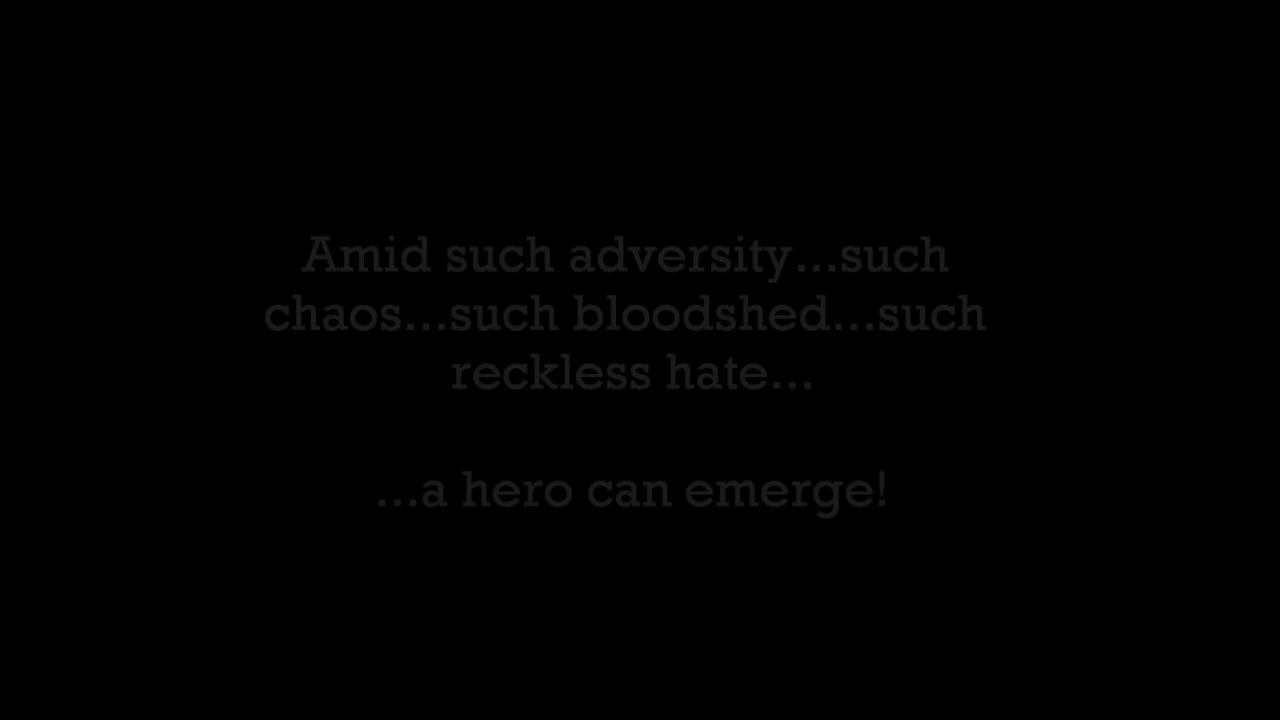 Amid such adversity...such
chaos...such bloodshed...such
reckless hate...
...a hero can emerge!